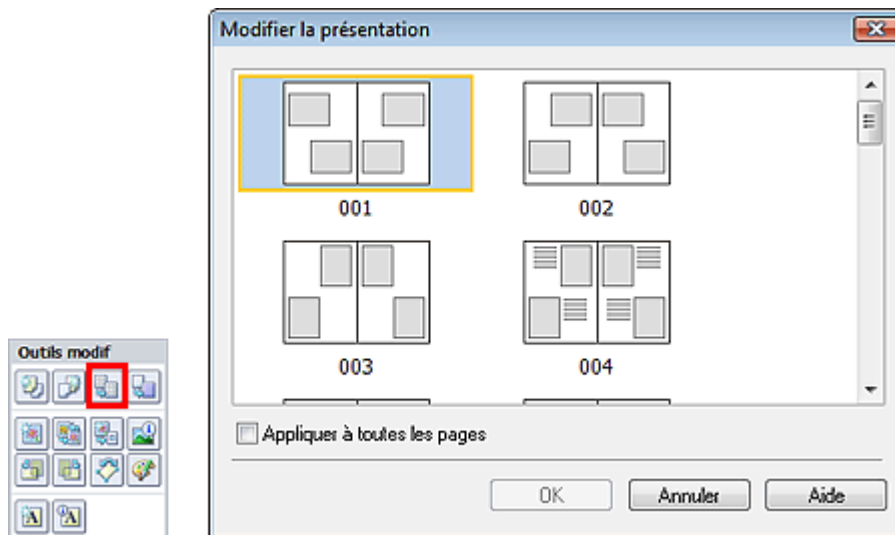 Modifier la présentation
001
002
003
004
Appliquer à toutes les pages
OK
Annuler
Aide
Outils modif
A
A